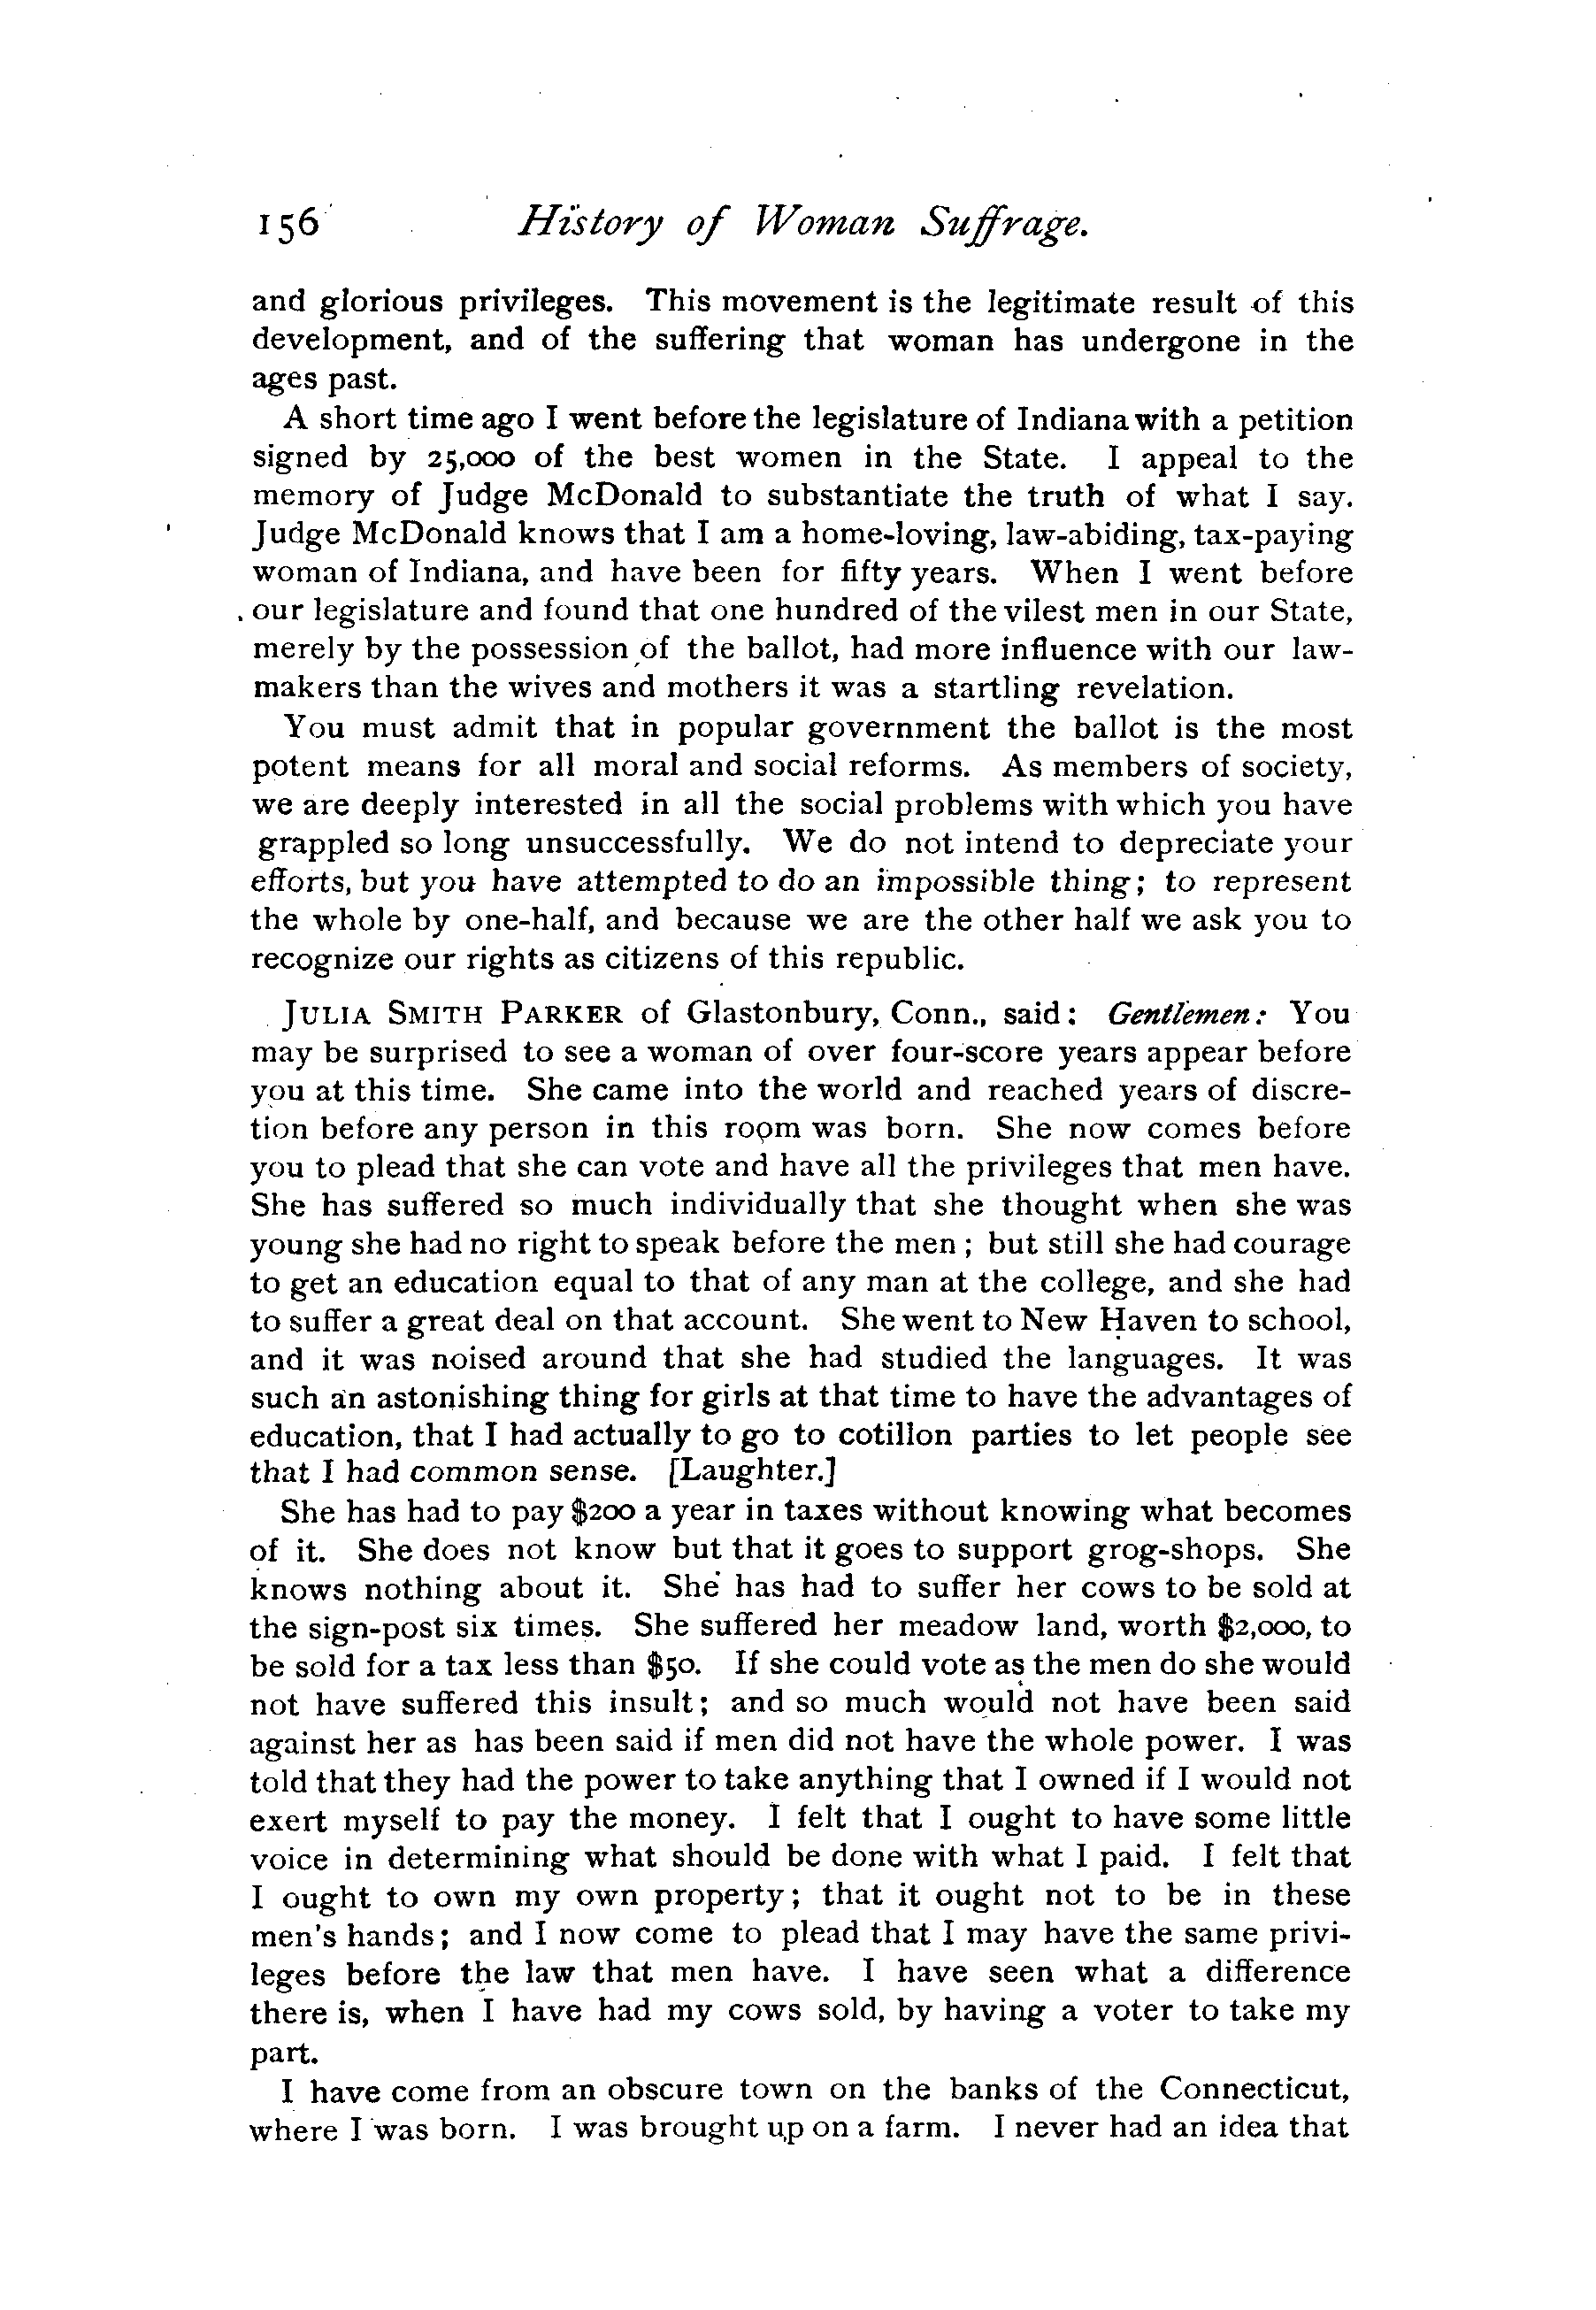 156 History of Woman Suffrage.
and glorious privileges. This movement is the legitimate result of this
development, and of the suffering that woman has undergone in the
ages past.
A short time ago I went before the legislature of Indiana with a petition
signed by 25,000 of the best women in the State. I appeal to the
memory of Judge McDonald to substantiate the truth of what I say.
Judge McDonald knows that I am a home-loving, law-abiding, tax-paying
woman of Indiana, and have been for fifty years. When I went before
our legislature and found that one hundred of the vilest men in our State,
merely by the possession of the ballot, had more influence with our law-
makers than the wives and mothers it was a startling revelation.
You must admit that in popular government the ballot is the most
potent means for all moral and social reforms. As members of society,
we are deeply interested in all the social problems with which you have
grappled so long unsuccessfully. We do not intend to depreciate your
efforts, but you have attempted to do an impossible thing; to represent
the whole by one-half, and because we are the other half we ask you to
recognize our rights as citizens of this republic.
JULIA SMITH PARKER of Glastonbury, Conn., said: Gentlemen: You
may be surprised to see a woman of over four-score years appear before
you at this time. She came into the world and reached years of discre-
tion before any person in this room was born. She now comes before
you to plead that she can vote and have all the privileges that men have.
She has suffered so much individually that she thought when she was
young she had no right to speak before the men; but still she had courage
to get an education equal to that of any man at the college, and she had
to suffer a great deal on that account. She went to New Haven to school,
and it was noised around that she had studied the languages. It was
such an astonishing thing for girls at that time to have the advantages of
education, that I had actually to go to cotillon parties to let people see
that I had common sense. [Laughter.]
She has had to pay $200 a year in taxes without knowing what becomes
of it. She does not know but that it goes to support grog-shops. She
knows nothing about it. She has had to suffer her cows to be sold at
the sign-post six times. She suffered her meadow land, worth $2,000, to
be sold for a tax less than $50. If she could vote as the men do she would
not have suffered this insult; and so much would not have been said
against her as has been said if men did not have the whole power. I was
told that they had the power to take anything that I owned if I would not
exert myself to pay the money. I felt that I ought to have some little
voice in determining what should be done with what I paid. I felt that
I ought to own my own property; that it ought not to be in these
men's hands; and I now come to plead that I may have the same privi-
leges before the law that men have. I have seen what a difference
there is, when I have had my cows sold, by having a voter to take my
part.
I have come from an obscure town on the banks of the Connecticut,
where I was born. I was brought up on a farm. I never had an idea that